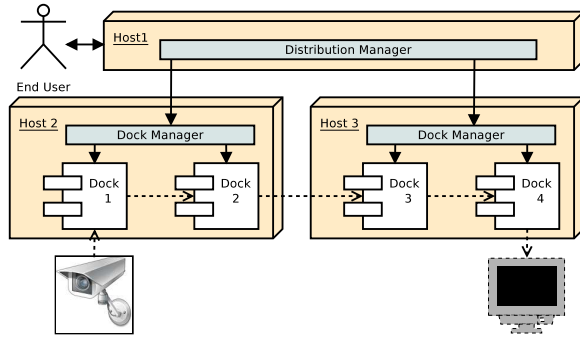 Host1
Distribution Manager
End User
Host 2
Dock Manager
Dock
1
Dock
2
Host 3
Dock Manager
Dock
3
Dock
4